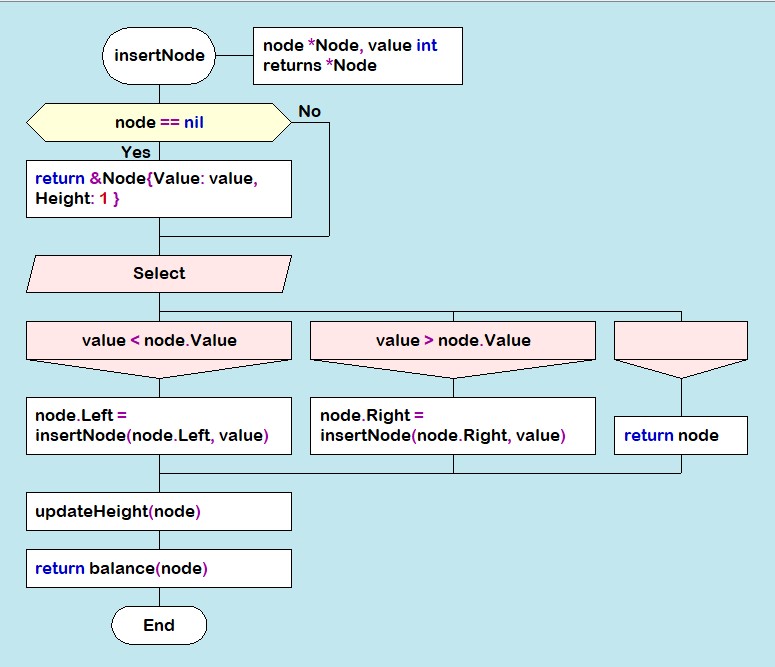 insertNode
node *Node, value int
returns *Node
node == nil
No
Yes
return &Node{Value: value,
Height: 1 }
Select
value < node.Value
value > node.Value
node.Left =
insertNode(node.Left, value)
node.Right =
insertNode(node.Right, value)
return node
updateHeight(node)
return balance(node)
End